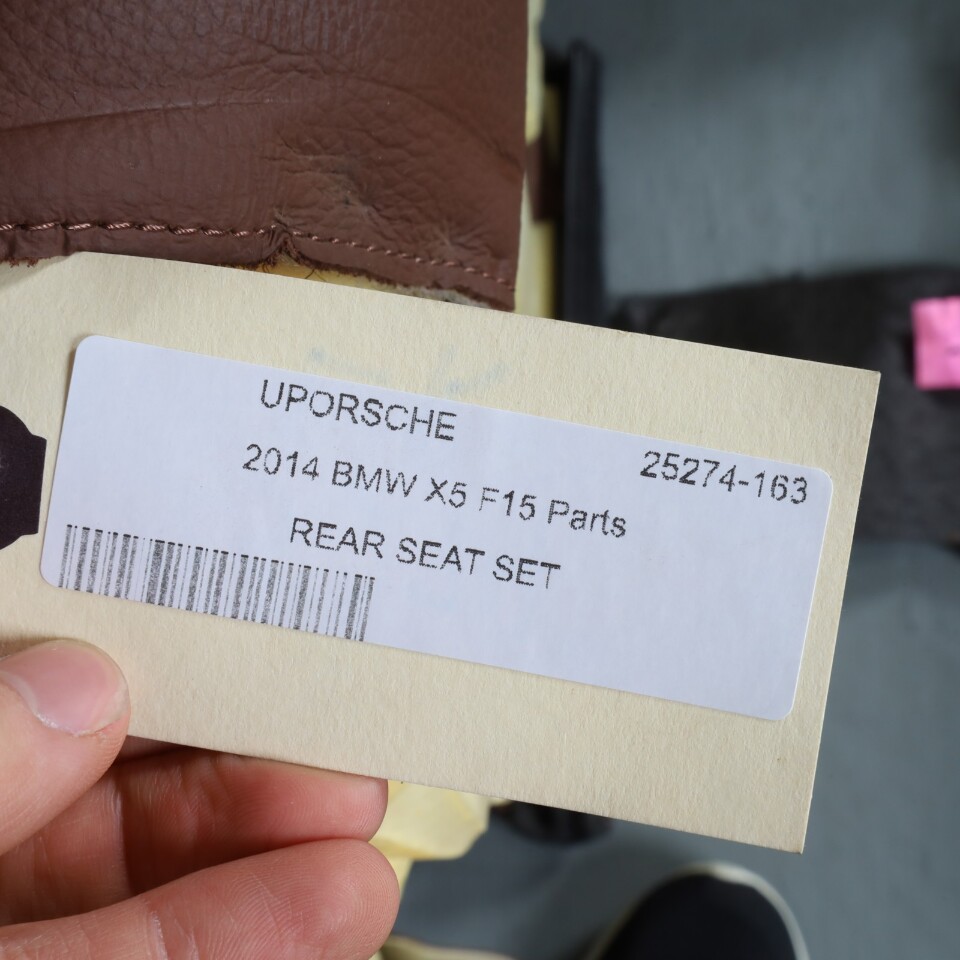 UPORSCHE
25274-163
2014 BMW X5 F15 Parts
REAR SEAT SET